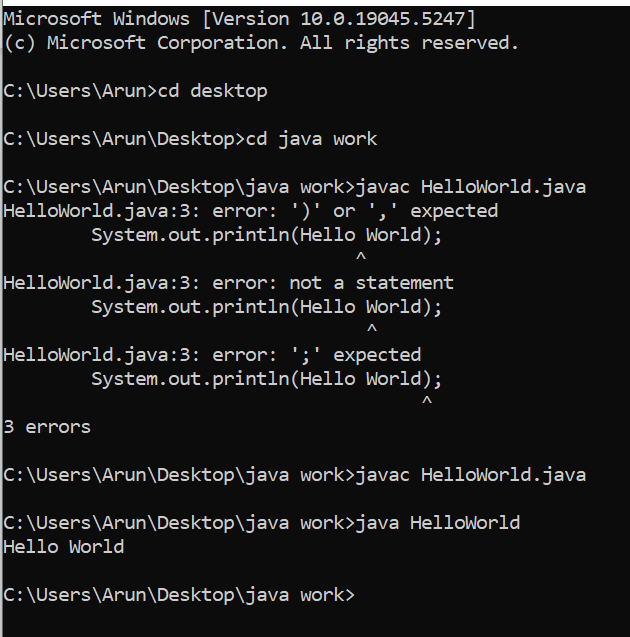 Microsoft Windows [Version 10.0.19045.5247]
(c) Microsoft Corporation. All rights reserved.
C:\Users\Arun>cd desktop
C:\Users\Arun\Desktop>cd java work
C:\Users\Arun\Desktop\java work>javac HelloWorld.java
HelloWorld.java:3: error: ')' or ',' expected
        System.out.println(Hello World);
                                ^
HelloWorld.java:3: error: not a statement
        System.out.println(Hello World);
                                 ^
HelloWorld.java:3: error: ';' expected
        System.out.println(Hello World);
                                      ^
3 errors
C:\Users\Arun\Desktop\java work>javac HelloWorld.java
C:\Users\Arun\Desktop\java work>java HelloWorld
Hello World
C:\Users\Arun\Desktop\java work>